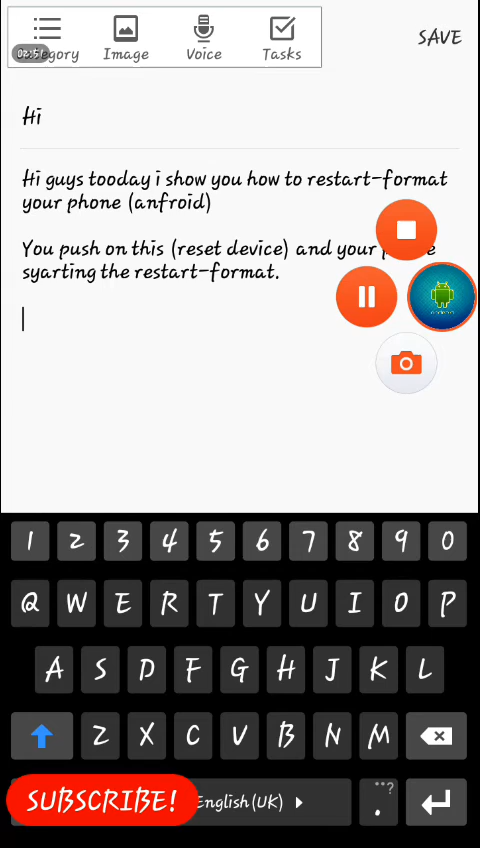 Category Image Voice Tasks
SAVE
Hi
Hi guys tooday i show you how to restart-format
your phone (anfroid)
You push on this (reset device) and your
syarting the restart-format.
android
1 2 3 4 5 6 7 8 9 0
Q W E R T Y U I O P
A S D F G H J K L
Z X C V B N M
SUBSCRIBE!
English(UK)
. ?